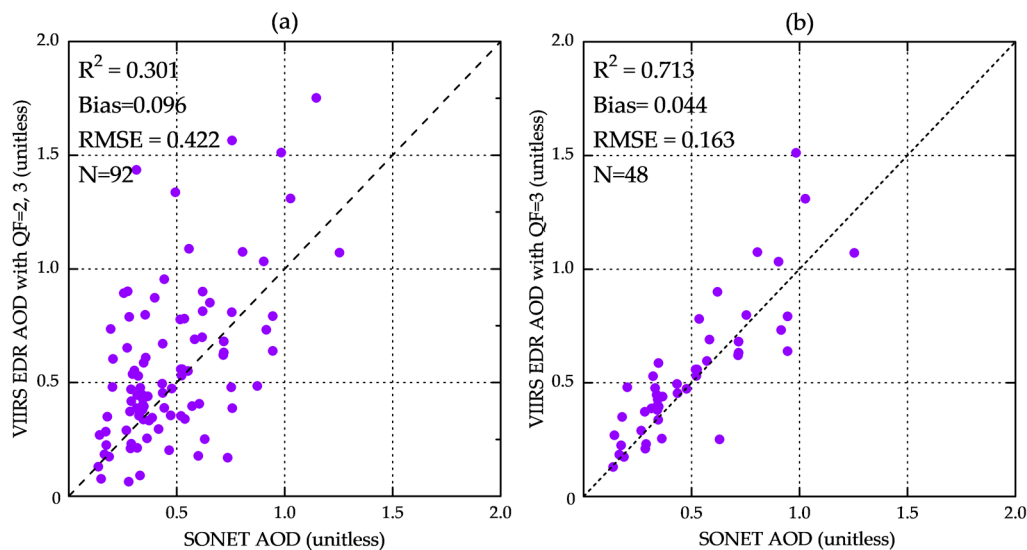 (a)
2.0
1.5
1.0
0.5
0
R² = 0.301
Bias=0.096
RMSE = 0.422
N=92
VIIRS EDR AOD with QF=2, 3 (unitless)
0.5 1.0 1.5 2.0
SONET AOD (unitless)
(b)
2.0
1.5
1.0
0.5
0
R² = 0.713
Bias= 0.044
RMSE = 0.163
N=48
VIIRS EDR AOD with QF=3 (unitless)
0.5 1.0 1.5 2.0
SONET AOD (unitless)